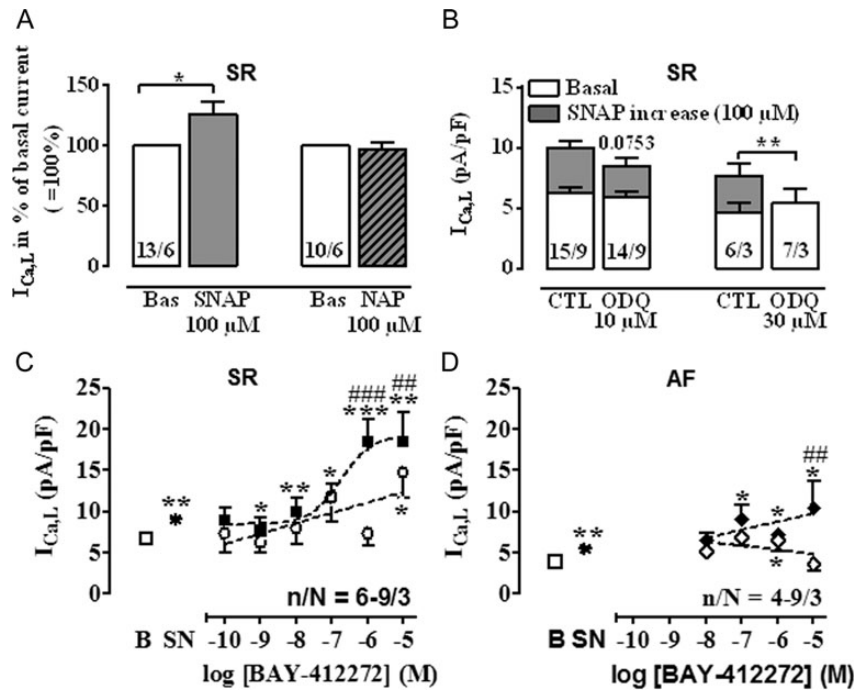 A
SR
I_Ca,L in % of basal current
(=100%)
150
100
50
0
*
13/6
10/6
Bas SNAP Bas NAP
100 µM 100 µM
B
SR
I_Ca,L (pA/pF)
15
10
5
0
Basal
SNAP increase (100 µM)
0.0753
**
15/9 14/9 6/3 7/3
CTL ODQ CTL ODQ
10 µM 30 µM
C
SR
I_Ca,L (pA/pF)
25
20
15
10
5
0
### ##
*** **
** * ** * *
n/N = 6-9/3
B SN -10 -9 -8 -7 -6 -5
log [BAY-412272] (M)
D
AF
I_Ca,L (pA/pF)
25
20
15
10
5
0
##
** * * *
*
n/N = 4-9/3
B SN -10 -9 -8 -7 -6 -5
log [BAY-412272] (M)